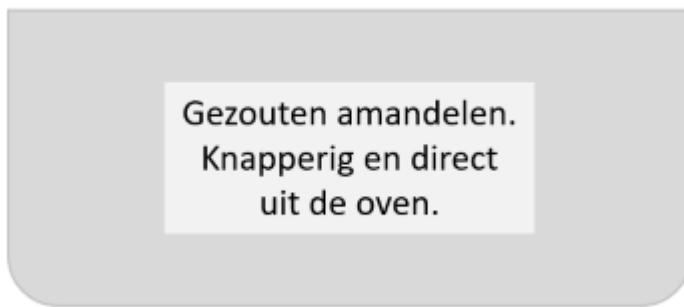 Gezouten amandelen.
Knapperig en direct
uit de oven.